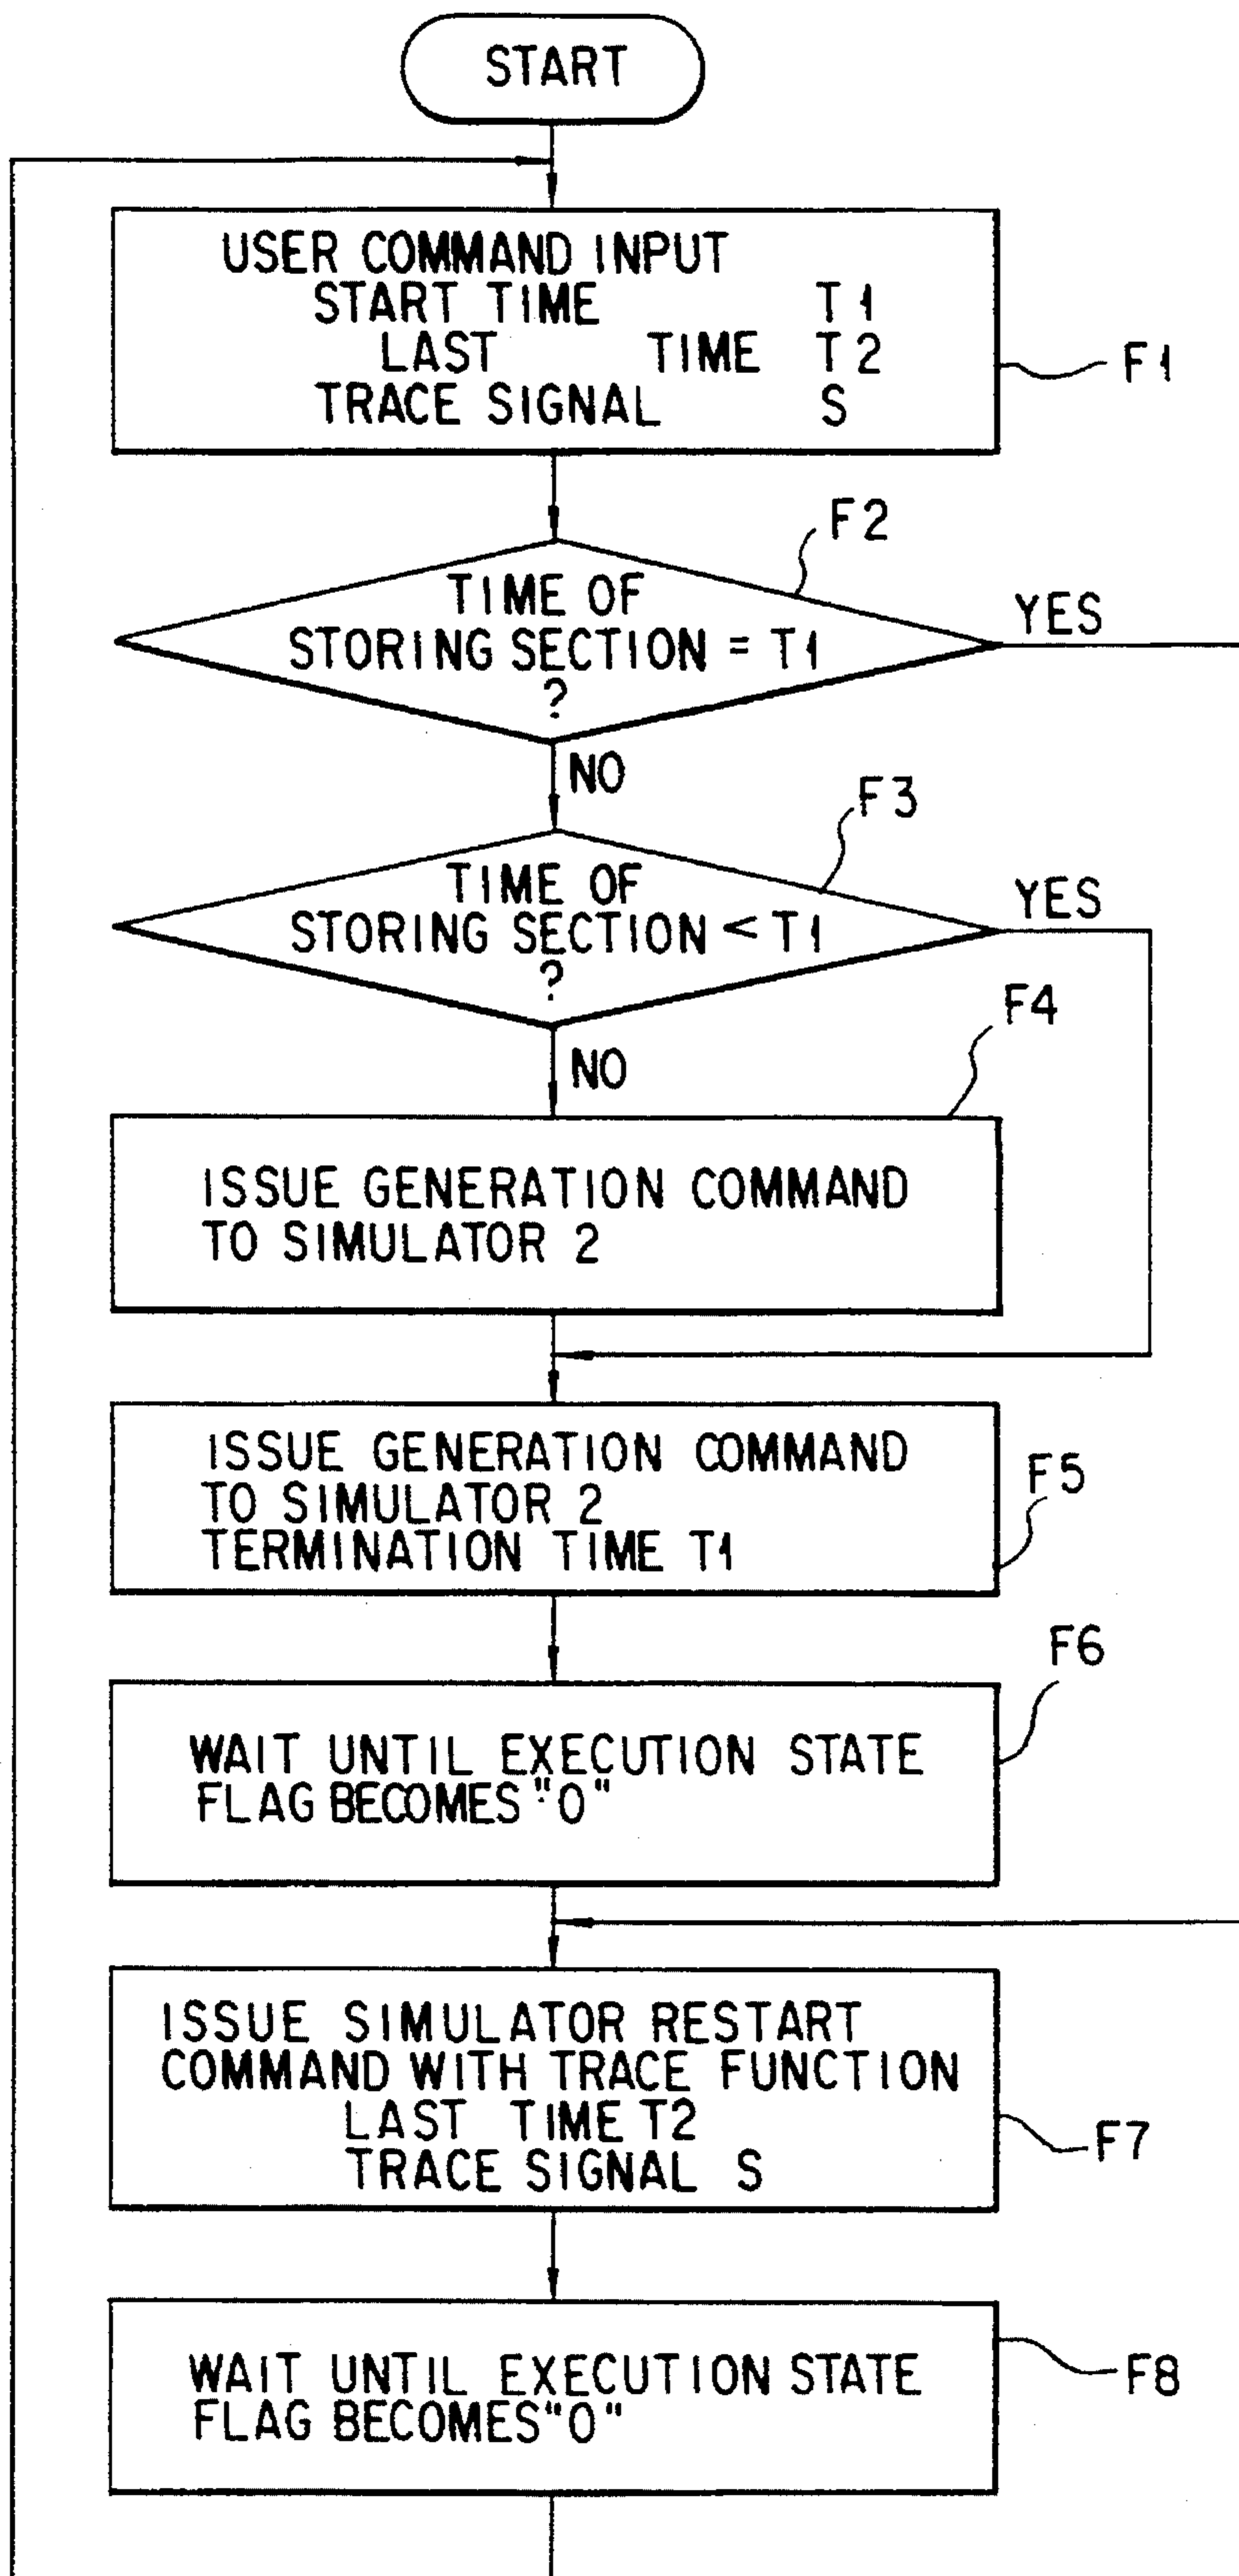 START
USER COMMAND INPUT
START TIME T1
LAST TIME T2
TRACE SIGNAL S
F1
F2
TIME OF
STORING SECTION = T1
?
YES
NO
F3
TIME OF
STORING SECTION < T1
?
YES
NO
F4
ISSUE GENERATION COMMAND
TO SIMULATOR 2
ISSUE GENERATION COMMAND
TO SIMULATOR 2
TERMINATION TIME T1
F5
F6
WAIT UNTIL EXECUTION STATE
FLAG BECOMES "0"
ISSUE SIMULATOR RESTART
COMMAND WITH TRACE FUNCTION
LAST TIME T2
TRACE SIGNAL S
F7
WAIT UNTIL EXECUTION STATE
FLAG BECOMES "0"
F8